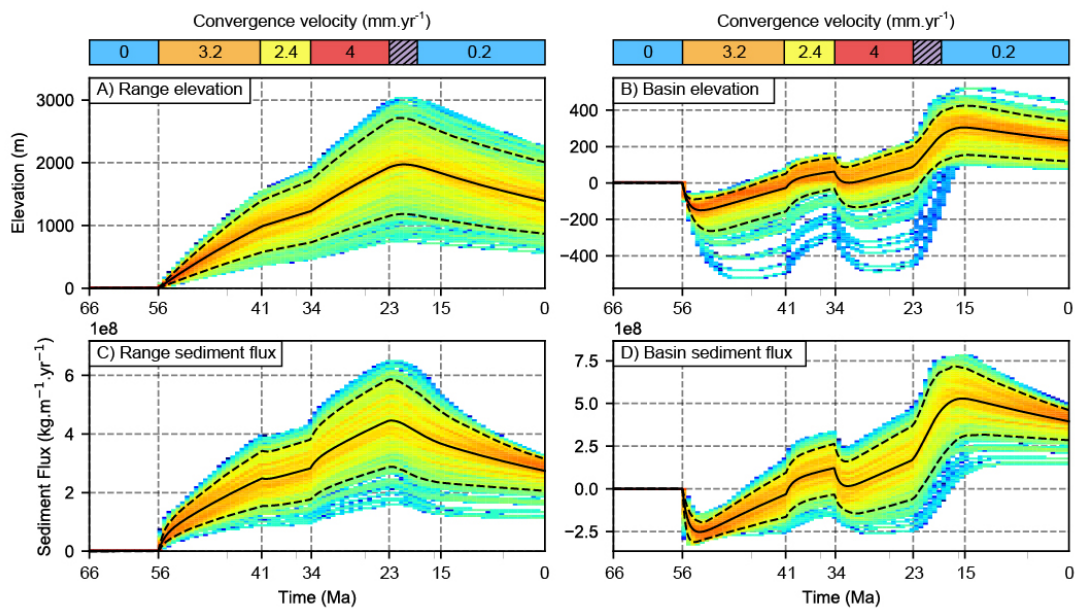 Convergence velocity (mm.yr⁻¹)
Convergence velocity (mm.yr⁻¹)
0 3.2 2.4 4 0.2
0 3.2 2.4 4 0.2
A) Range elevation
3000
2000
1000
0
Elevation (m)
66 56 41 34 23 15 0
B) Basin elevation
400
200
0
−200
−400
66 56 41 34 23 15 0
1e8
C) Range sediment flux
6
4
2
0
Sediment Flux (kg.m⁻¹.yr⁻¹)
66 56 41 34 23 15 0
Time (Ma)
1e8
D) Basin sediment flux
7.5
5.0
2.5
0.0
−2.5
66 56 41 34 23 15 0
Time (Ma)